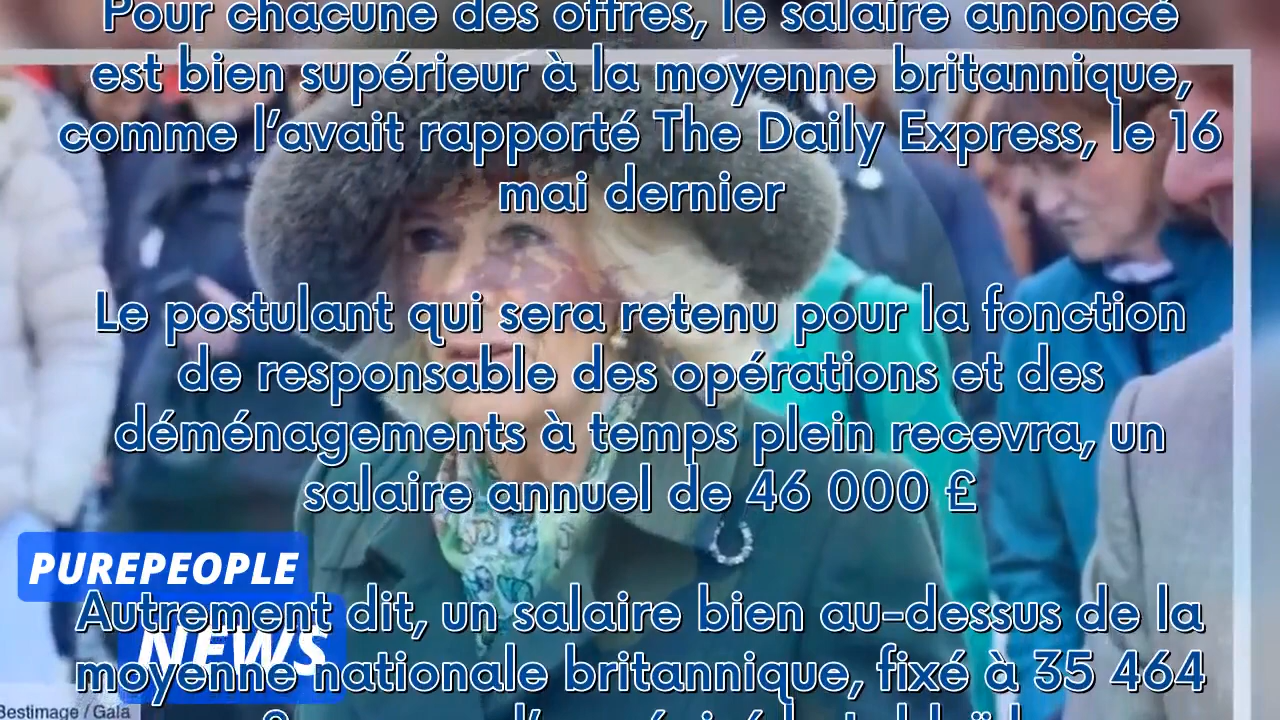 Pour chacune des offres, le salaire annoncé
est bien supérieur à la moyenne britannique,
comme l'avait rapporté The Daily Express, le 16
mai dernier
Le postulant qui sera retenu pour la fonction
de responsable des opérations et des
déménagements à temps plein recevra, un
salaire annuel de 46 000 £
PUREPEOPLE
NEWS
Autrement dit, un salaire bien au-dessus de la
moyenne nationale britannique, fixé à 35 464
Bestimage / Gala